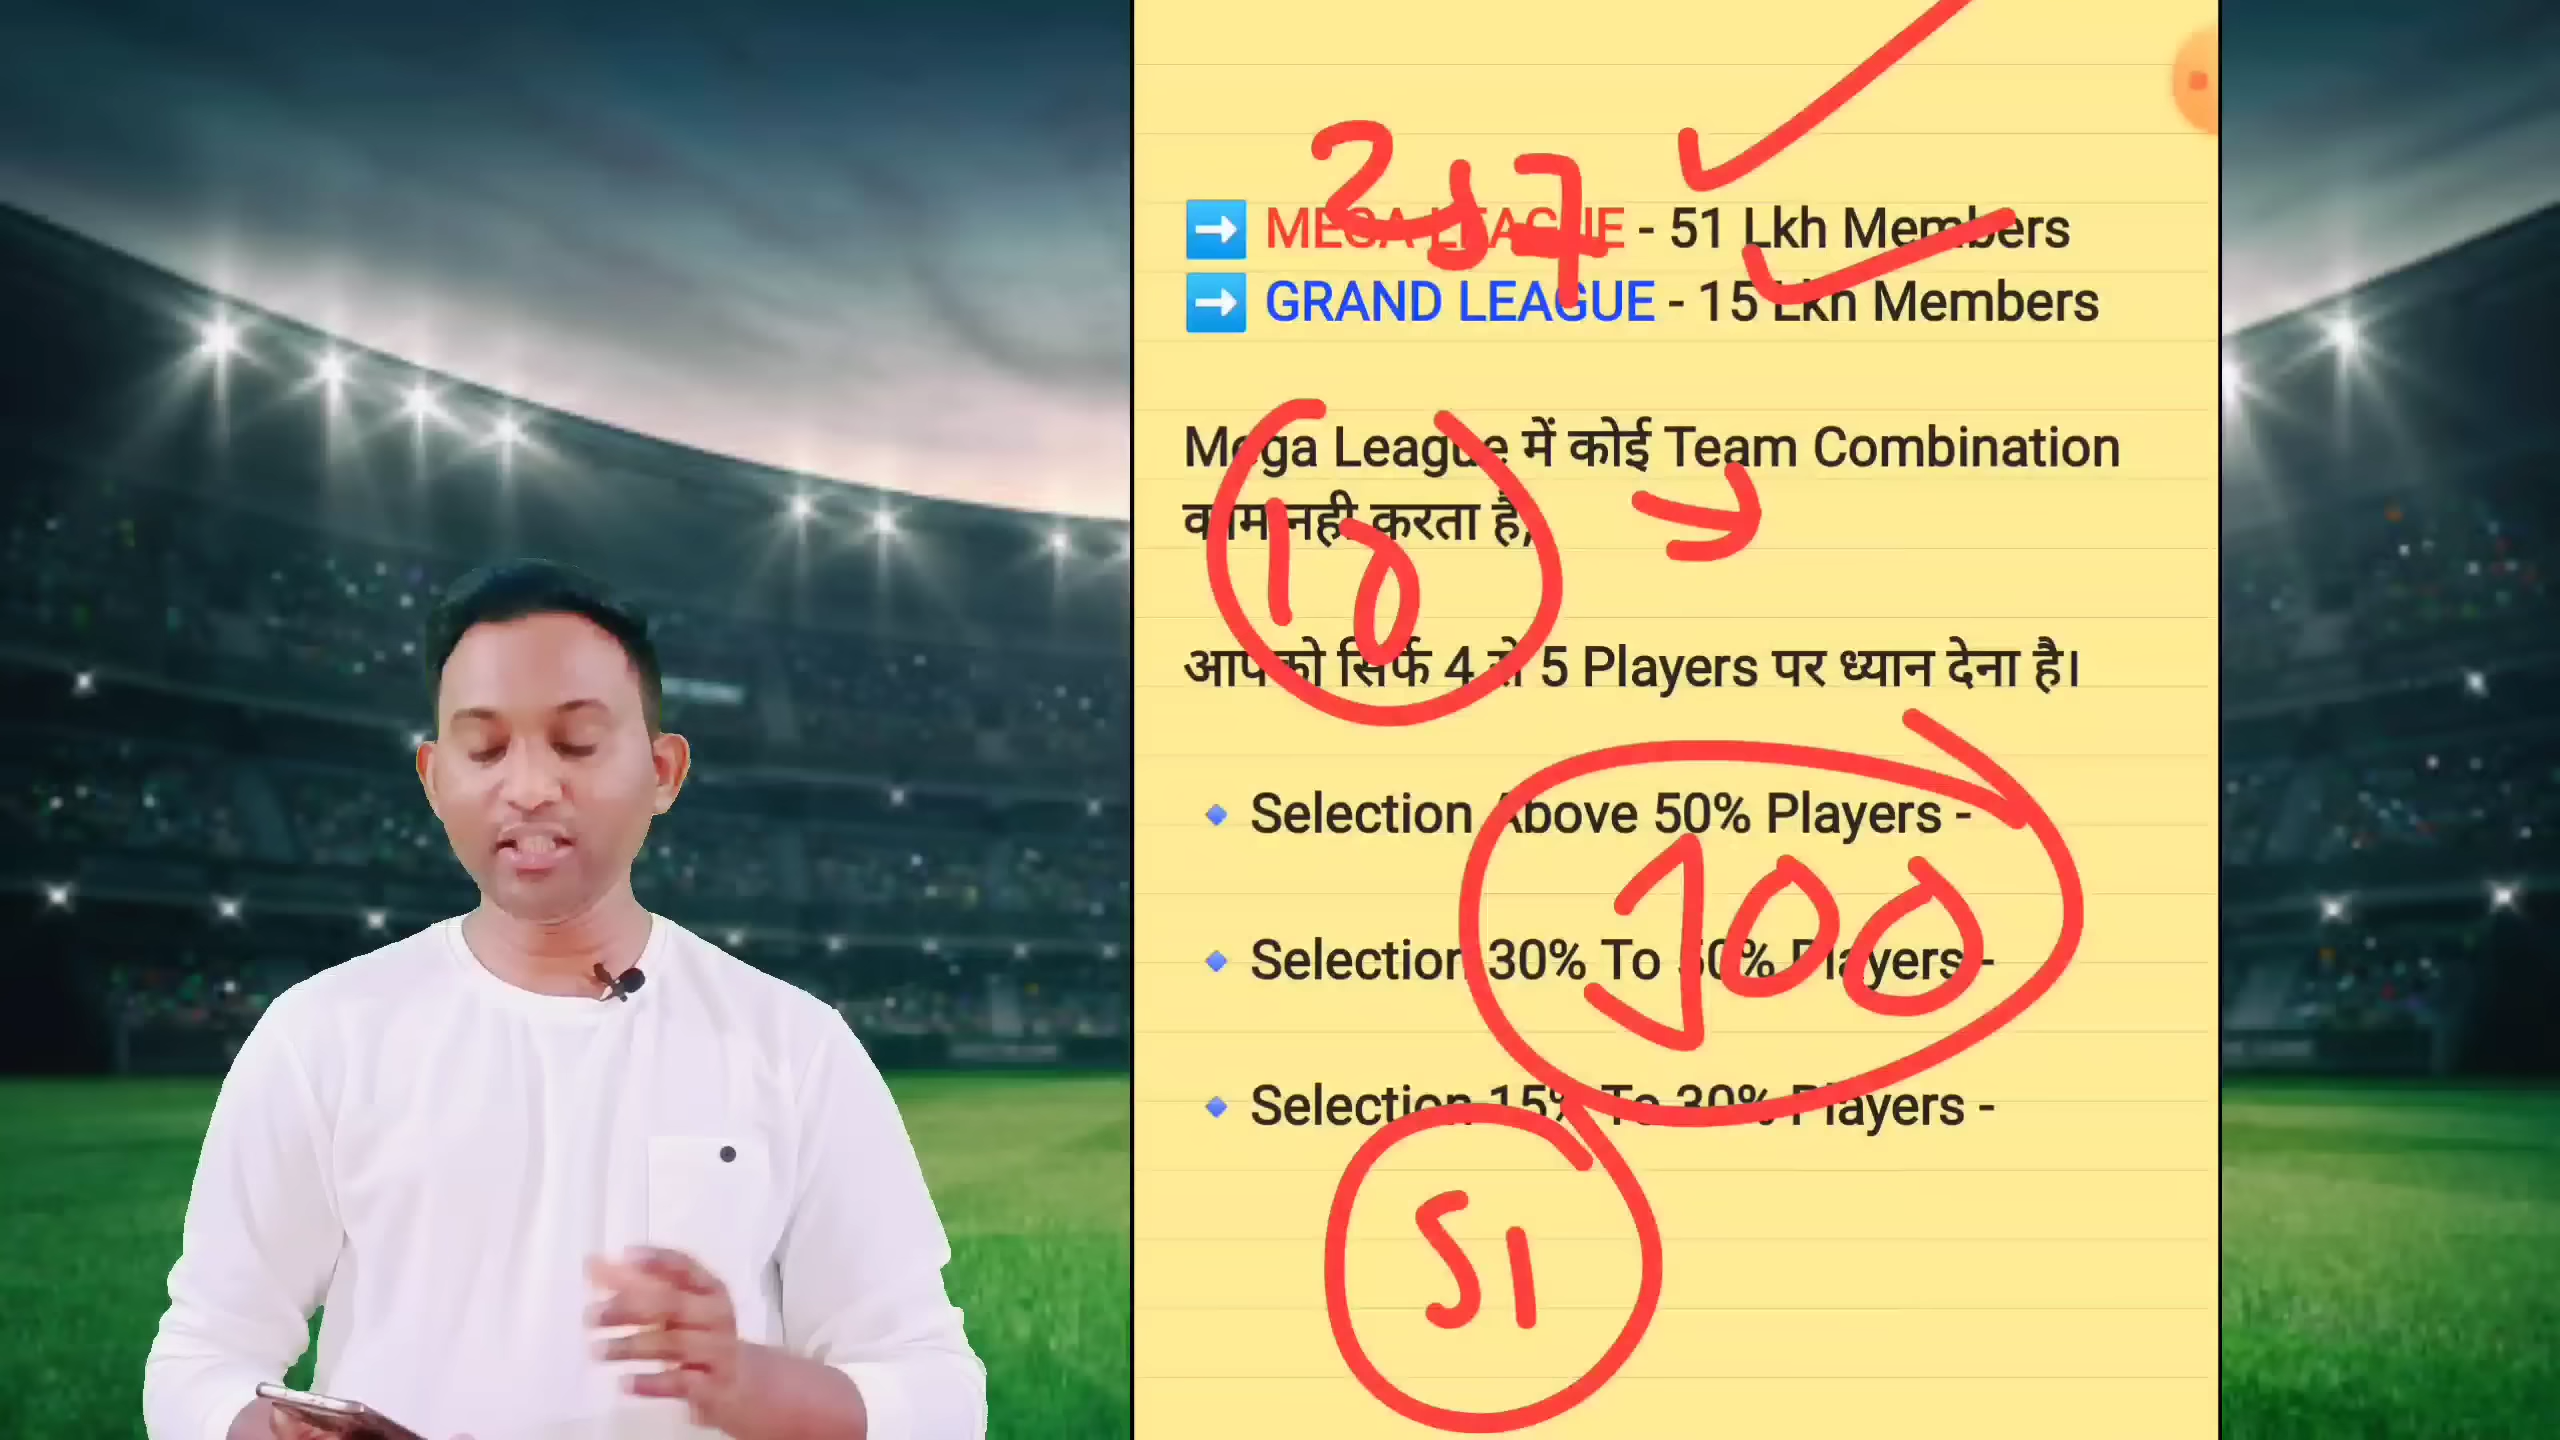 ➡️ MEGA LEAGUE - 51 Lkh Members
➡️ GRAND LEAGUE - 15 Lkh Members
Mega League में कोई Team Combination
काम नही करता है,
आपको सिर्फ 4 से 5 Players पर ध्यान देना है।
🔹 Selection Above 50% Players -
🔹 Selection 30% To 50% Players -
🔹 Selection 15% To 30% Players -
10
100
51